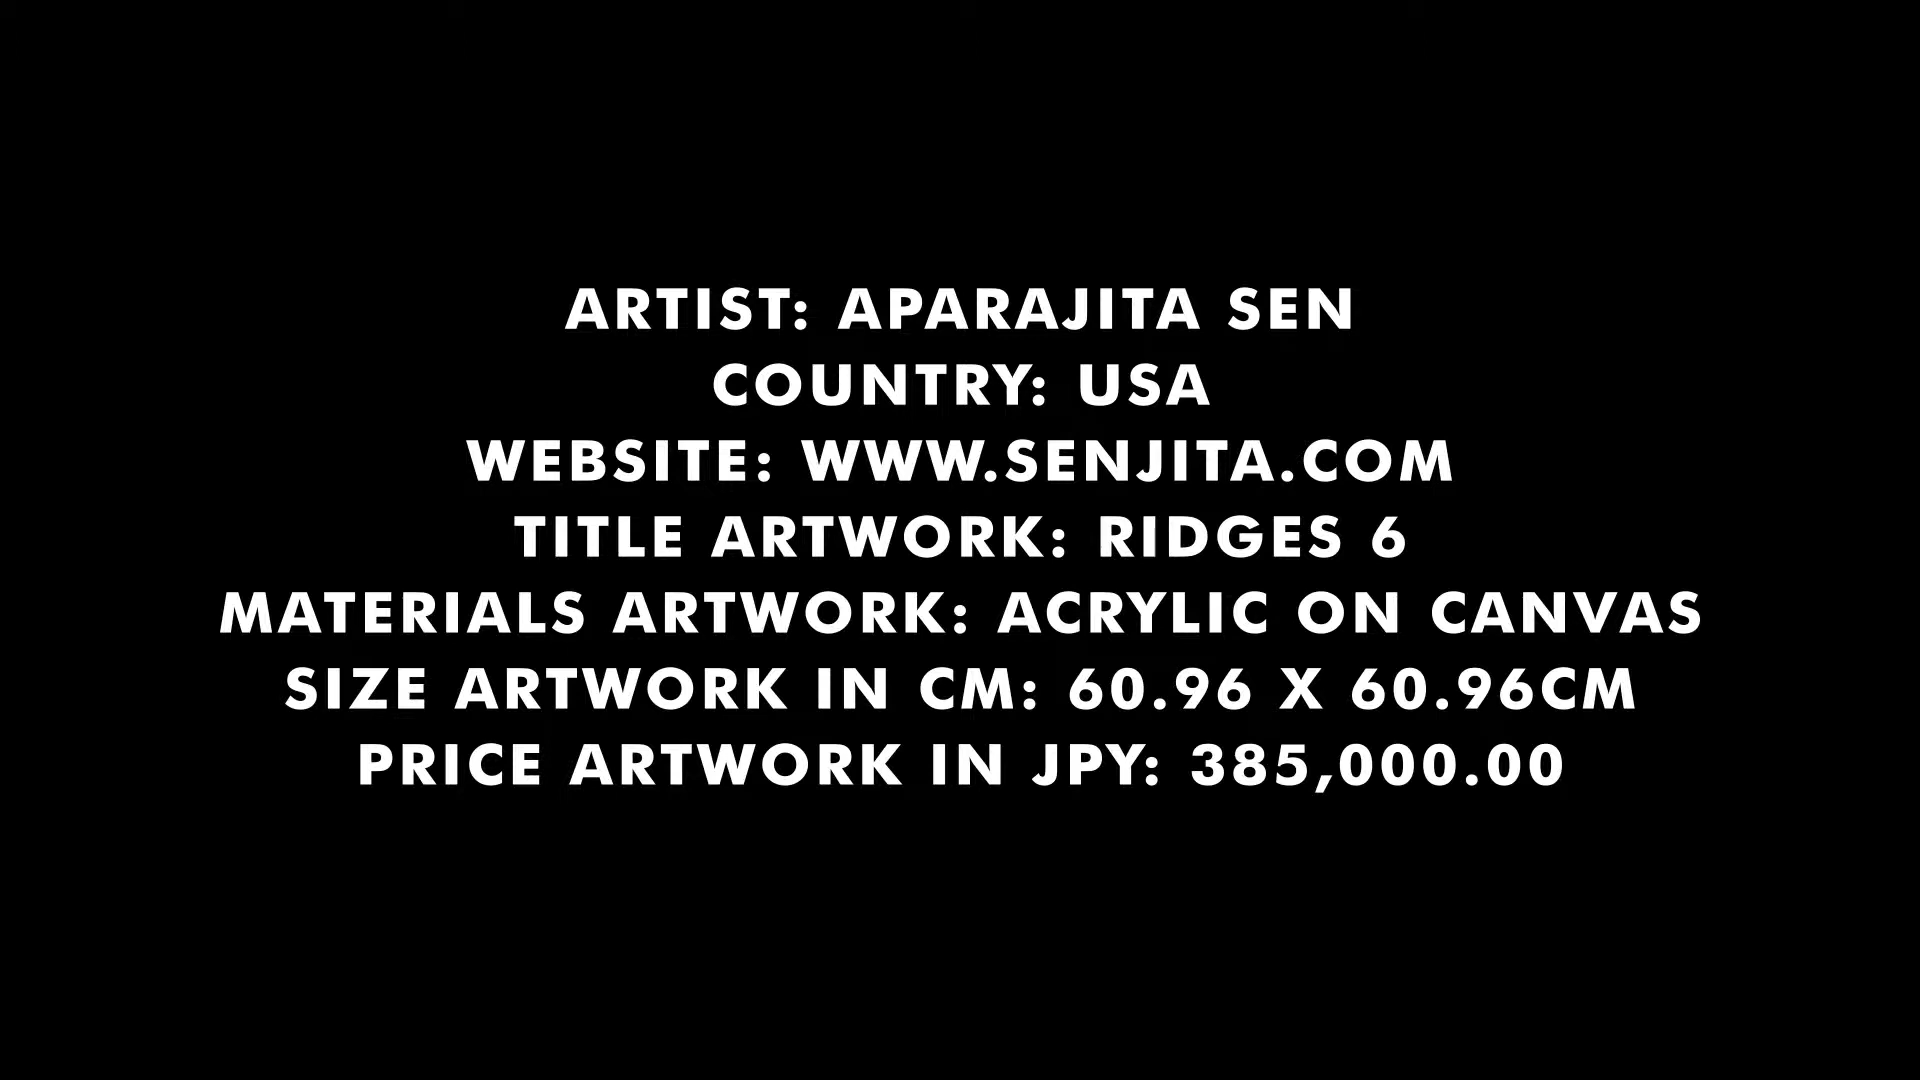 ARTIST: APARAJITA SEN
COUNTRY: USA
WEBSITE: WWW.SENJITA.COM
TITLE ARTWORK: RIDGES 6
MATERIALS ARTWORK: ACRYLIC ON CANVAS
SIZE ARTWORK IN CM: 60.96 X 60.96CM
PRICE ARTWORK IN JPY: 385,000.00